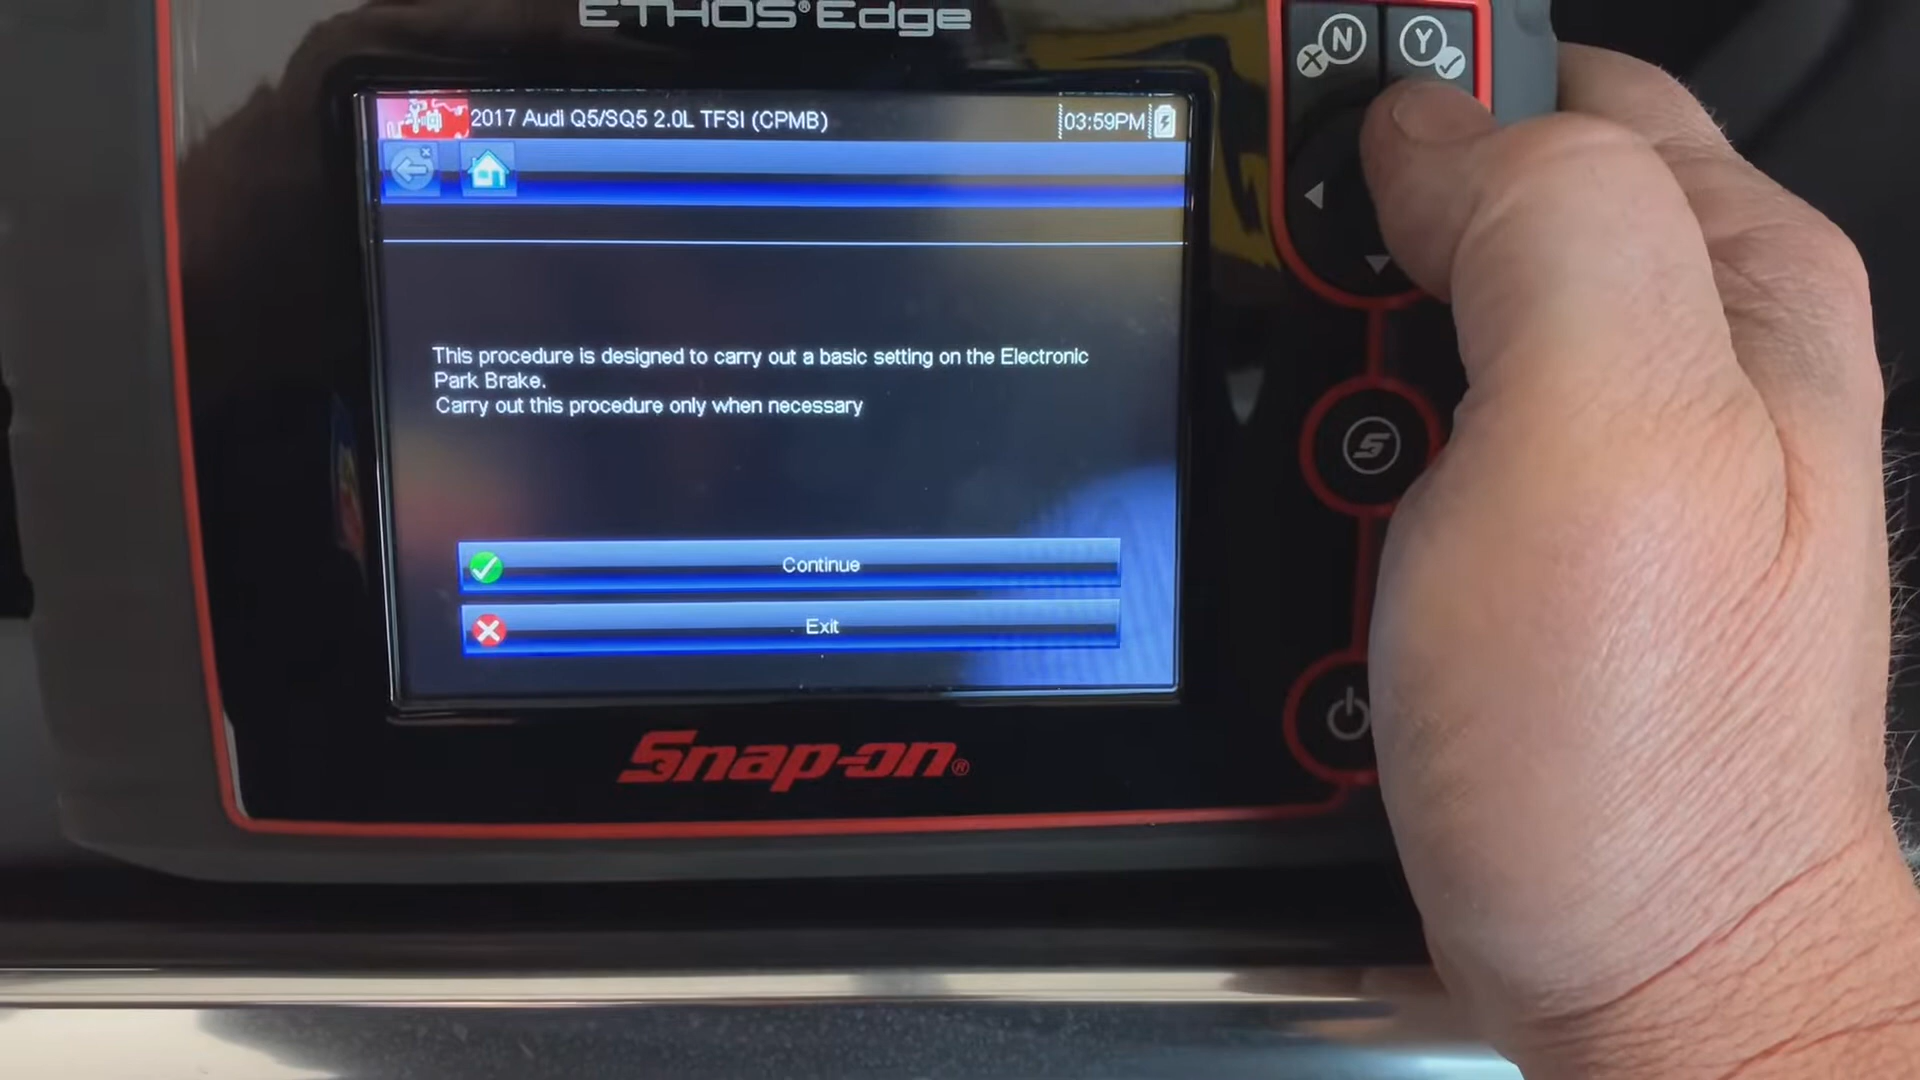 ETHOS® Edge
N Y
2017 Audi Q5/SQ5 2.0L TFSI (CPMB) 03:59PM
This procedure is designed to carry out a basic setting on the Electronic
Park Brake.
Carry out this procedure only when necessary
Continue
Exit
Snap-on®